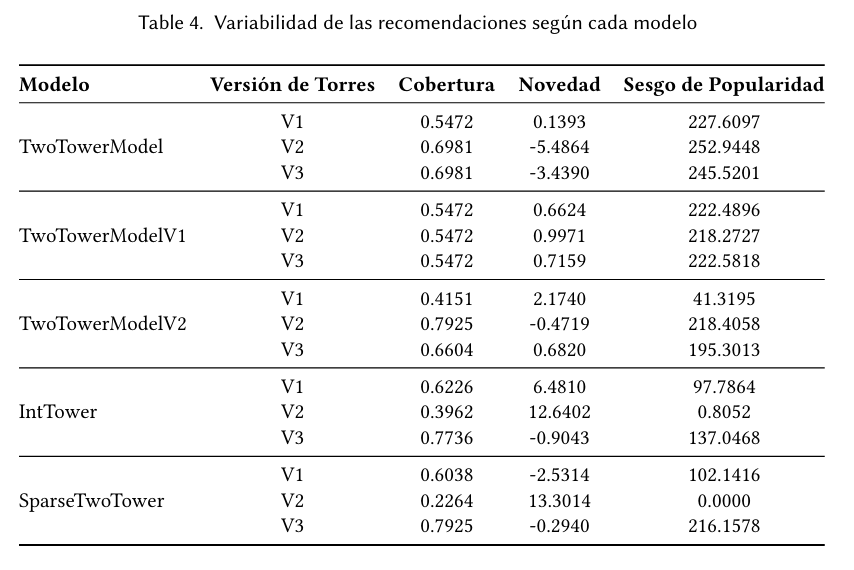 Table 4. Variabilidad de las recomendaciones según cada modelo
Modelo Versión de Torres Cobertura Novedad Sesgo de Popularidad
V1 0.5472 0.1393 227.6097
TwoTowerModel V2 0.6981 -5.4864 252.9448
V3 0.6981 -3.4390 245.5201
V1 0.5472 0.6624 222.4896
TwoTowerModelV1 V2 0.5472 0.9971 218.2727
V3 0.5472 0.7159 222.5818
V1 0.4151 2.1740 41.3195
TwoTowerModelV2 V2 0.7925 -0.4719 218.4058
V3 0.6604 0.6820 195.3013
V1 0.6226 6.4810 97.7864
IntTower V2 0.3962 12.6402 0.8052
V3 0.7736 -0.9043 137.0468
V1 0.6038 -2.5314 102.1416
SparseTwoTower V2 0.2264 13.3014 0.0000
V3 0.7925 -0.2940 216.1578